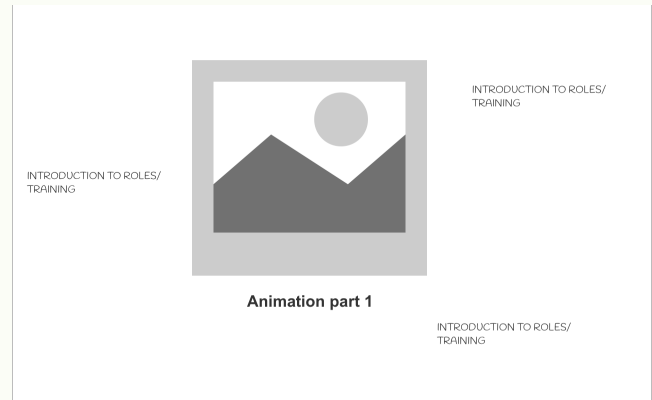 INTRODUCTION TO ROLES/
TRAINING
INTRODUCTION TO ROLES/
TRAINING
Animation part 1
INTRODUCTION TO ROLES/
TRAINING